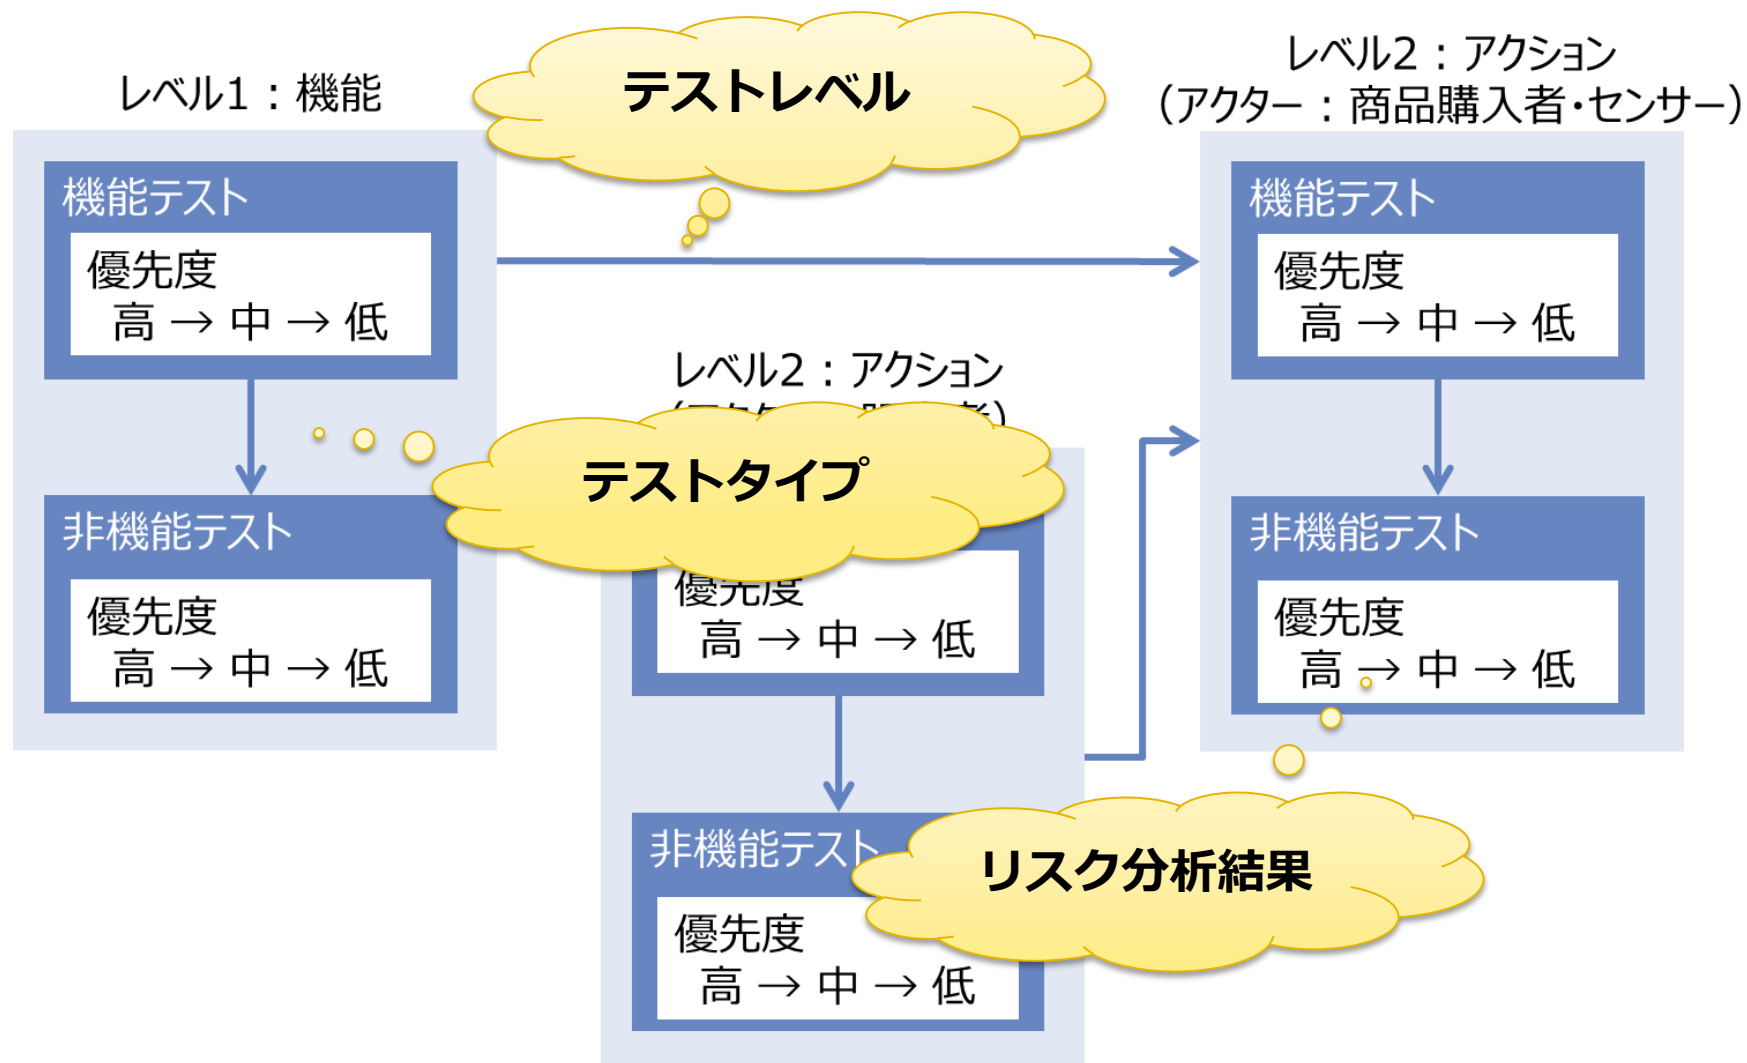 レベル1：機能
機能テスト
優先度
高 → 中 → 低
非機能テスト
優先度
高 → 中 → 低
テストレベル
テストタイプ
レベル2：アクション
優先度
高 → 中 → 低
非機能テスト
優先度
高 → 中 → 低
リスク分析結果
レベル2：アクション
（アクター：商品購入者・センサー）
機能テスト
優先度
高 → 中 → 低
非機能テスト
優先度
高 → 中 → 低